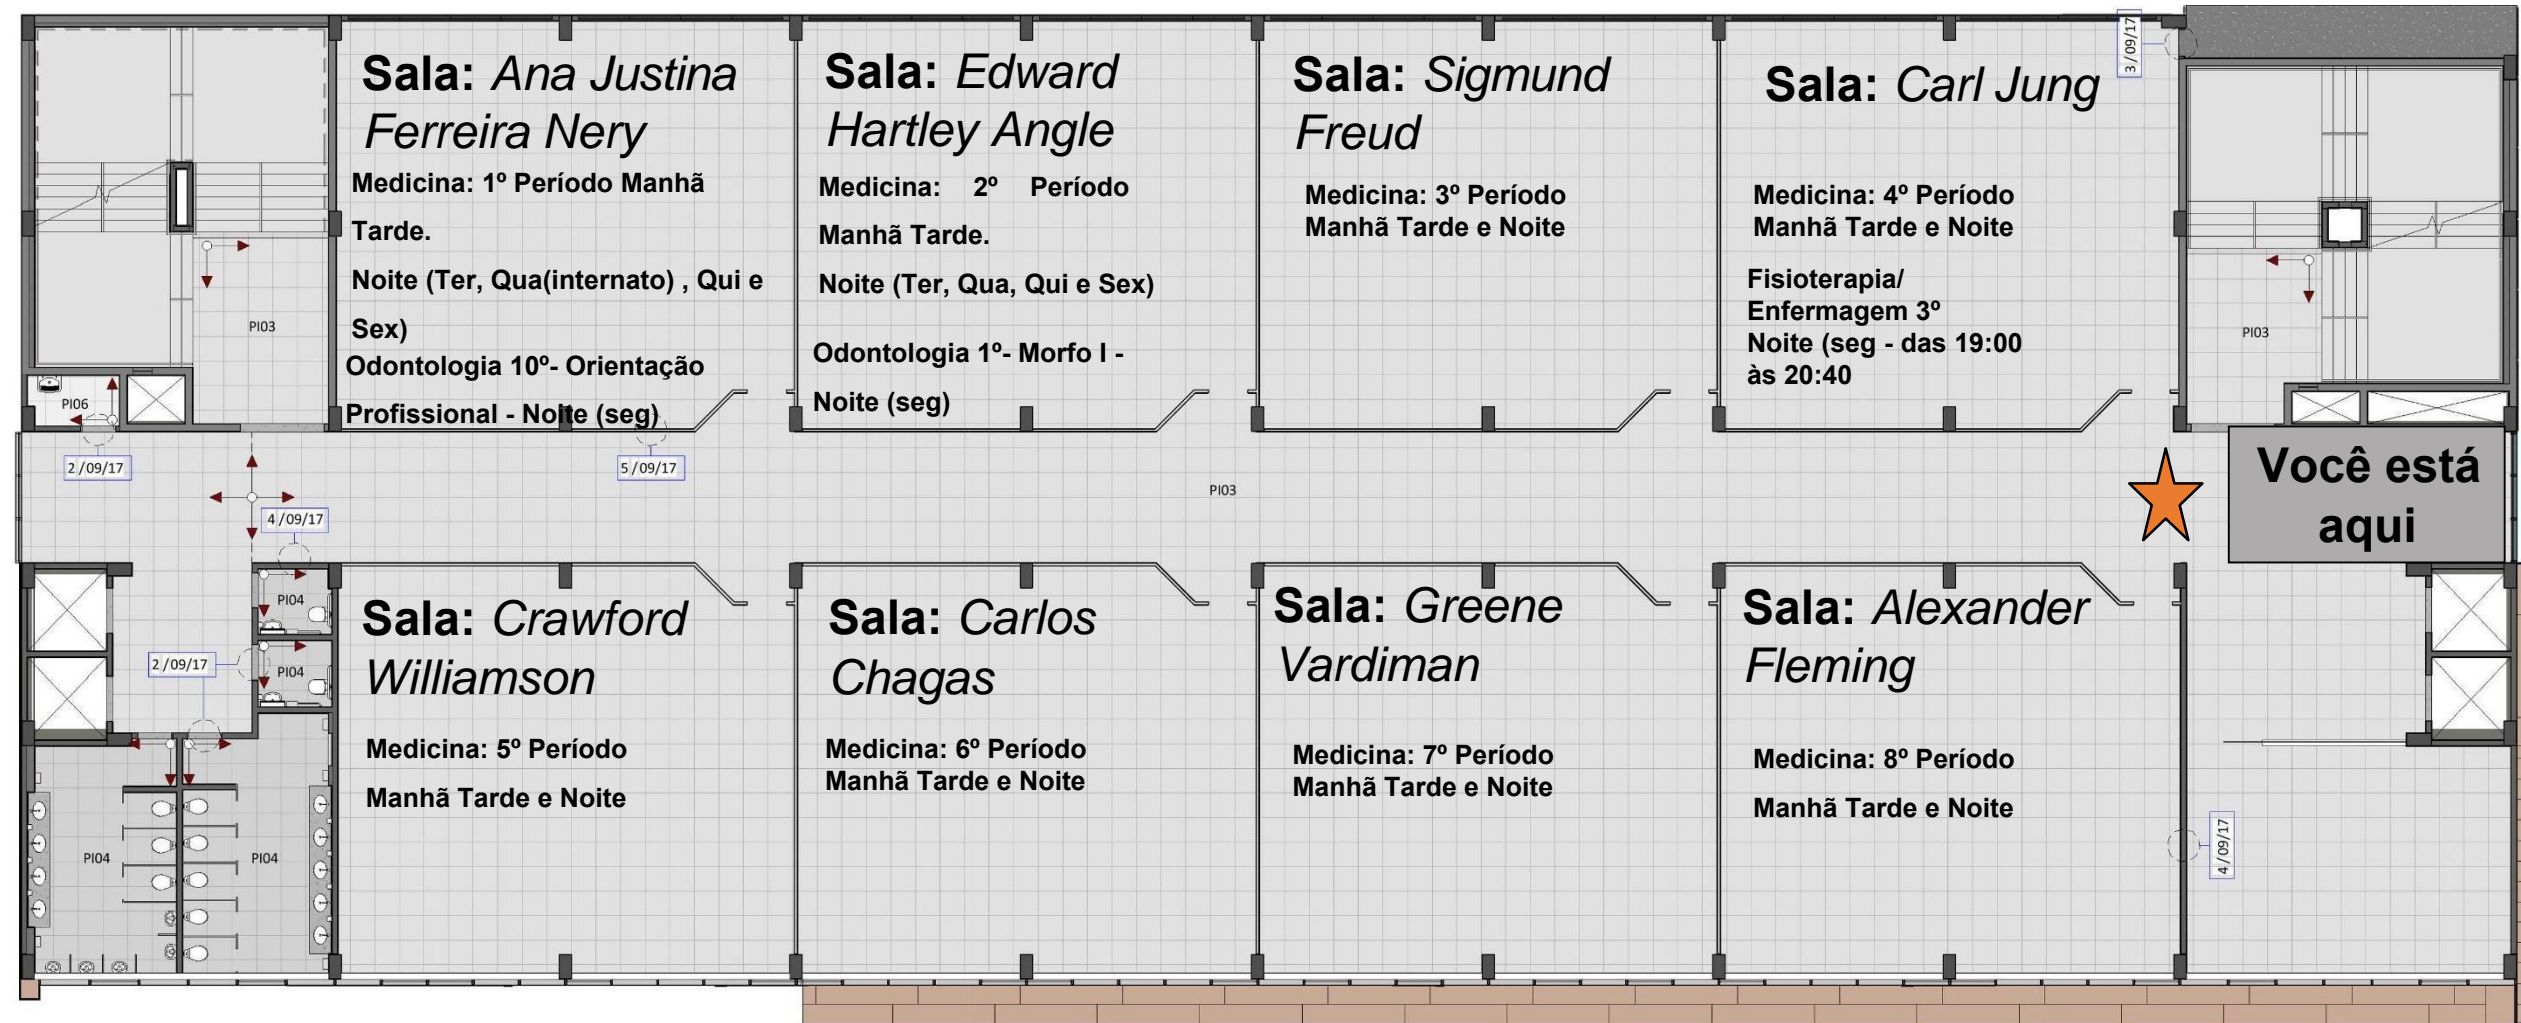 Sala: Ana Justina
Ferreira Nery
Medicina: 1º Período Manhã
Tarde.
Noite (Ter, Qua(internato) , Qui e
Sex)
Odontologia 10º- Orientação
Profissional - Noite (seg)
Sala: Edward
Hartley Angle
Medicina: 2º Período
Manhã Tarde.
Noite (Ter, Qua, Qui e Sex)
Odontologia 1º- Morfo I -
Noite (seg)
Sala: Sigmund
Freud
Medicina: 3º Período
Manhã Tarde e Noite
Sala: Carl Jung
Medicina: 4º Período
Manhã Tarde e Noite
Fisioterapia/
Enfermagem 3º
Noite (seg - das 19:00
às 20:40
3/09/17
PI03
PI03
PI06
2/09/17
5/09/17
4/09/17
PI03
Você está
aqui
PI04
PI04
2/09/17
PI04
PI04
Sala: Crawford
Williamson
Medicina: 5º Período
Manhã Tarde e Noite
Sala: Carlos
Chagas
Medicina: 6º Período
Manhã Tarde e Noite
Sala: Greene
Vardiman
Medicina: 7º Período
Manhã Tarde e Noite
Sala: Alexander
Fleming
Medicina: 8º Período
Manhã Tarde e Noite
4/09/17